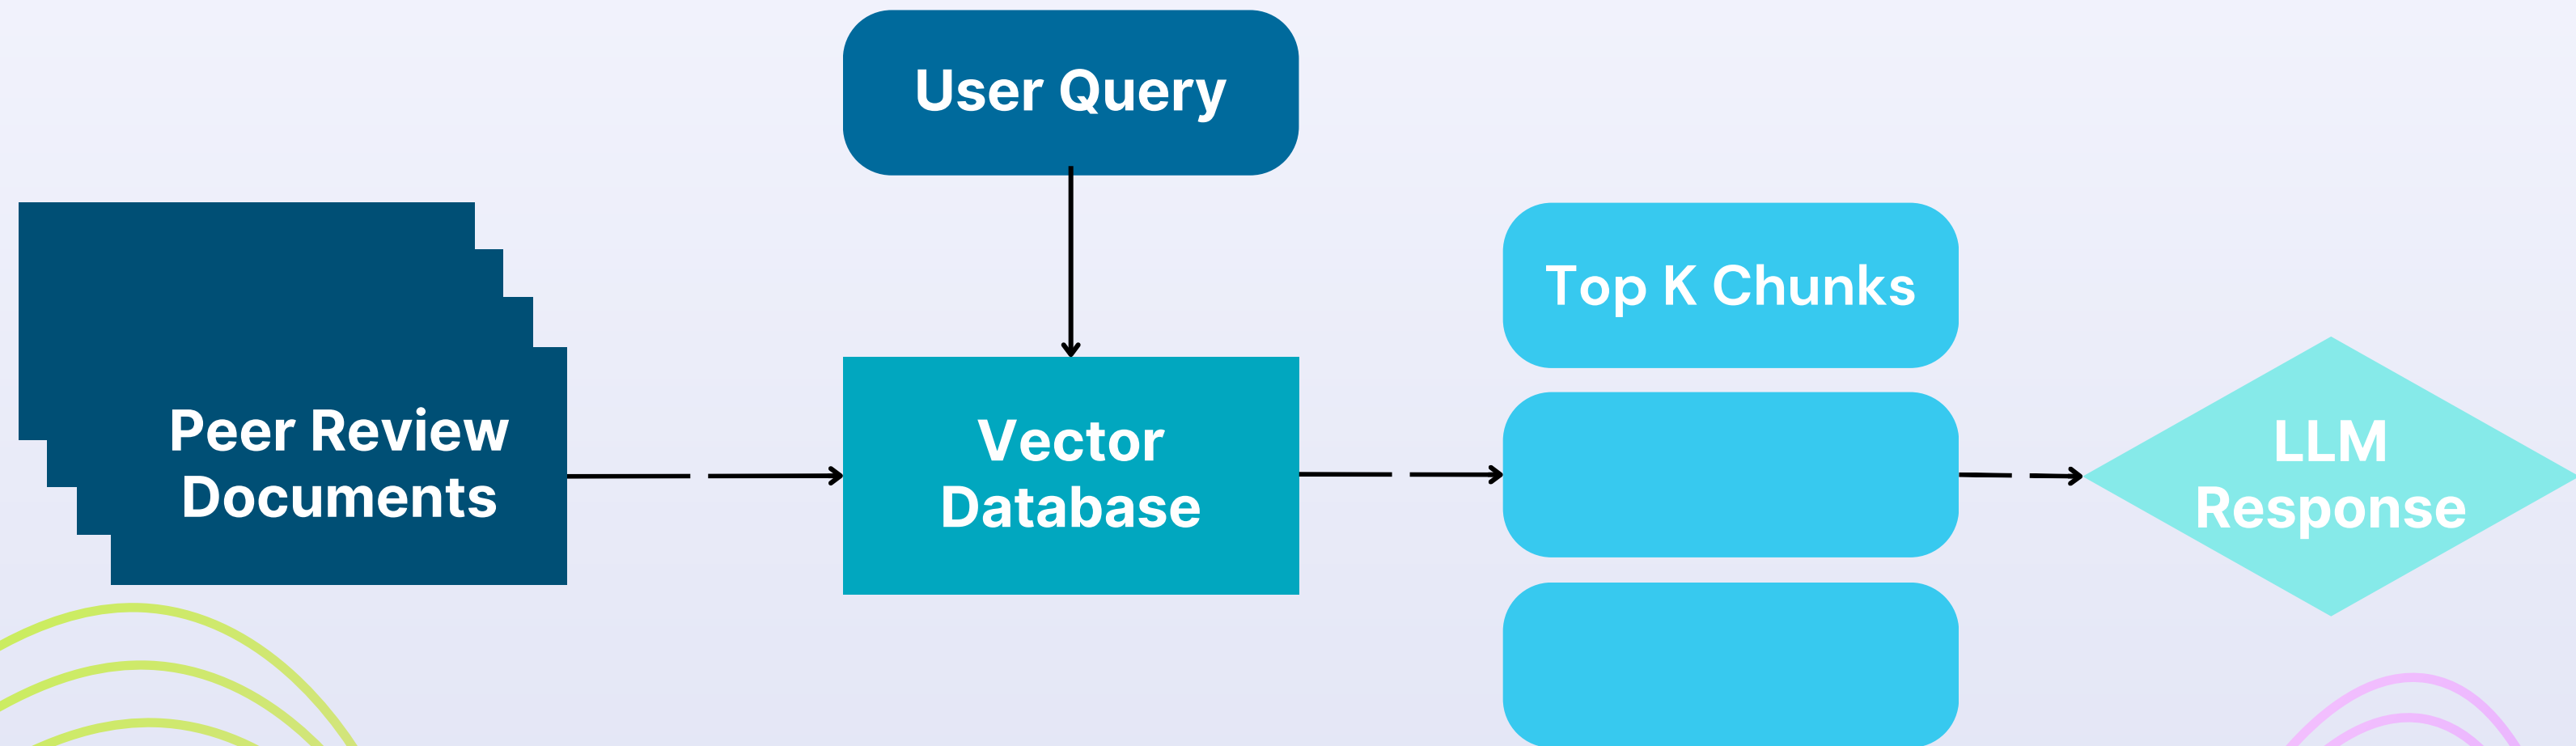 User Query
Peer Review
Documents
Vector
Database
Top K Chunks
LLM
Response